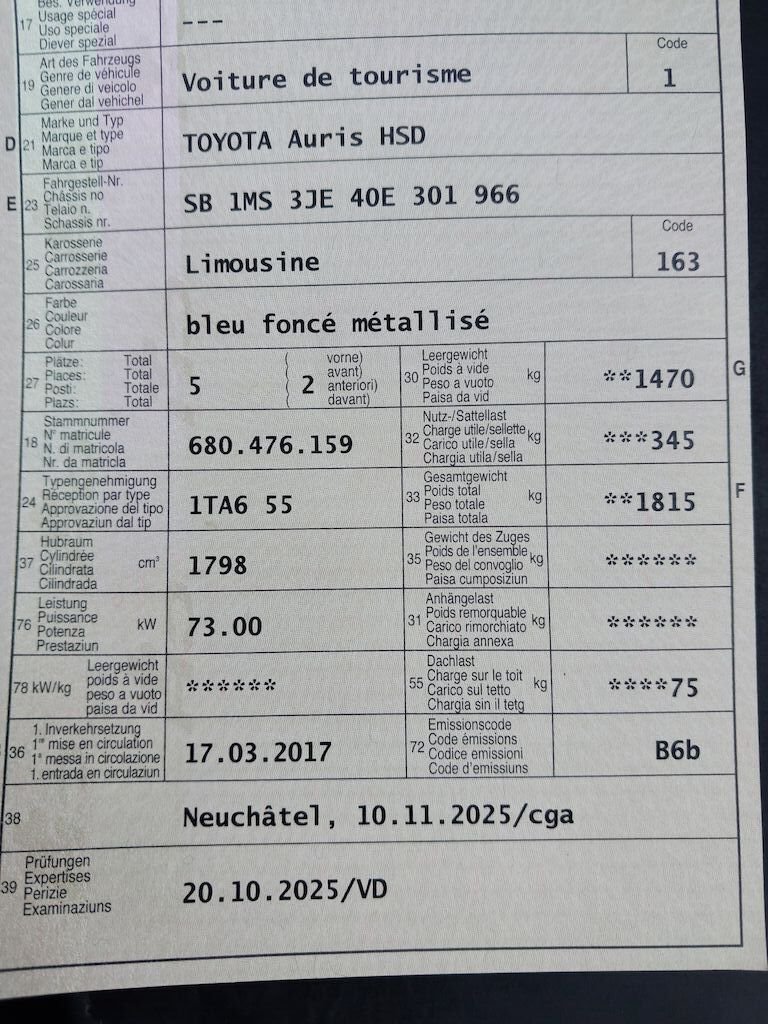 17
Bes. Verwendung
Usage spécial
Uso speciale
Diever spezial
---
19
Art des Fahrzeugs
Genre de véhicule
Genere di veicolo
Gener dal vehichel
Voiture de tourisme
Code
1
D
21
Marke und Typ
Marque et type
Marca e tipo
Marca e tip
TOYOTA Auris HSD
E
23
Fahrgestell-Nr.
Châssis no
Telaio n.
Schassis nr.
SB 1MS 3JE 40E 301 966
25
Karosserie
Carrosserie
Carrozzeria
Carossaria
Limousine
Code
163
26
Farbe
Couleur
Colore
Colur
bleu foncé métallisé
27
Plätze: Total
Places: Total
Posti: Totale
Plazs: Total
5
( vorne)
avant)
anteriori)
( davant)
2
30
Leergewicht
Poids à vide
Peso a vuoto
Paisa da vid
kg
**1470
G
18
Stammnummer
N° matricule
N. di matricola
Nr. da matricla
680.476.159
32
Nutz-/Sattellast
Charge utile/sellette
Carico utile/sella
Chargia utila/sella
kg
***345
24
Typengenehmigung
Réception par type
Approvazione del tipo
Approvaziun dal tip
1TA6 55
33
Gesamtgewicht
Poids total
Peso totale
Paisa totala
kg
**1815
F
37
Hubraum
Cylindrée
Cilindrata
Cilindrada
cm³
1798
35
Gewicht des Zuges
Poids de l'ensemble
Peso del convoglio
Paisa cumposiziun
kg
******
76
Leistung
Puissance
Potenza
Prestaziun
kW
73.00
31
Anhängelast
Poids remorquable
Carico rimorchiato
Chargia annexa
kg
******
78 kW/kg
Leergewicht
poids à vide
peso a vuoto
paisa da vid
******
55
Dachlast
Charge sur le toit
Carico sul tetto
Chargia sin il tetg
kg
****75
36
1. Inverkehrsetzung
1re mise en circulation
1a messa in circolazione
1. entrada en circulaziun
17.03.2017
72
Emissionscode
Code émissions
Codice emissioni
Code d'emissiuns
B6b
38
Neuchâtel, 10.11.2025/cga
39
Prüfungen
Expertises
Perizie
Examinaziuns
20.10.2025/VD